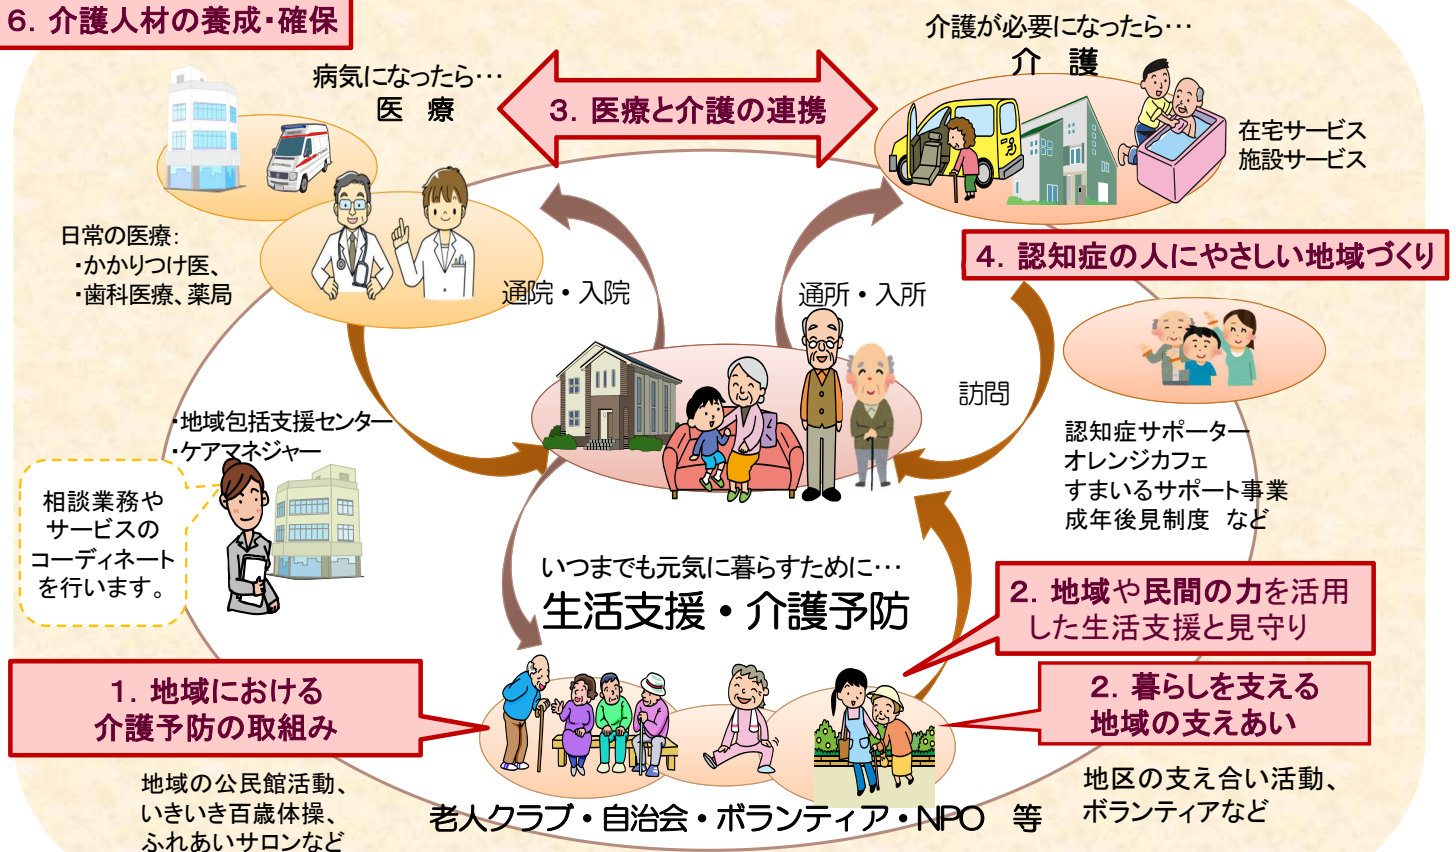 6．介護人材の養成・確保
病気になったら…
医　療
3．医療と介護の連携
介護が必要になったら…
介　護
在宅サービス
施設サービス
日常の医療：
・かかりつけ医、
・歯科医療、薬局
通院・入院
通所・入所
4．認知症の人にやさしい地域づくり
訪問
認知症サポーター
オレンジカフェ
すまいるサポート事業
成年後見制度　など
・地域包括支援センター
・ケアマネジャー
相談業務や
サービスの
コーディネート
を行います。
いつまでも元気に暮らすために…
生活支援・介護予防
2．地域や民間の力を活用
した生活支援と見守り
2．暮らしを支える
地域の支えあい
1．地域における
介護予防の取組み
地域の公民館活動、
いきいき百歳体操、
ふれあいサロンなど
老人クラブ・自治会・ボランティア・NPO　等
地区の支え合い活動、
ボランティアなど